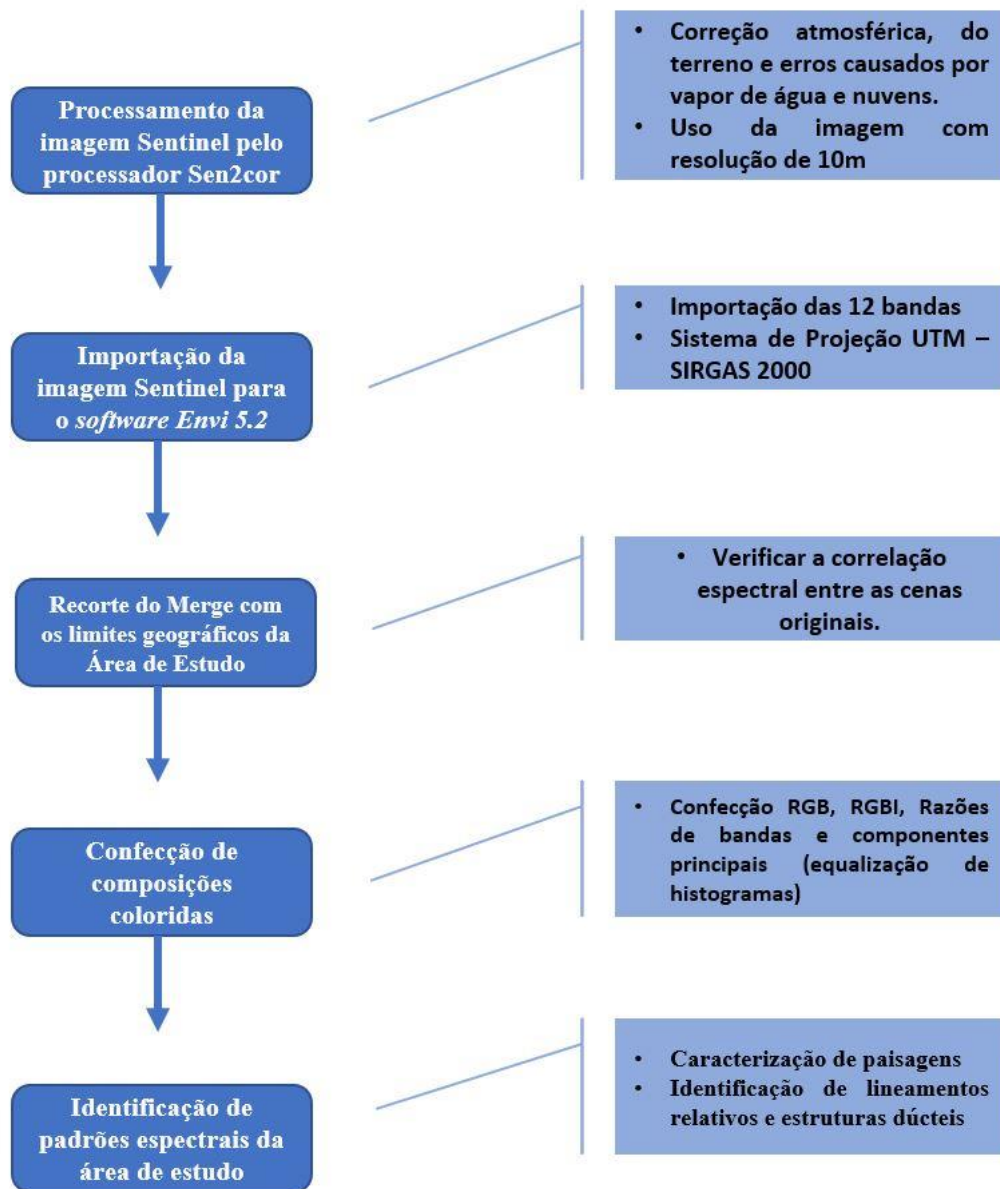 Processamento da
imagem Sentinel pelo
processador Sen2cor
• Correção atmosférica, do
terreno e erros causados por
vapor de água e nuvens.
• Uso da imagem com
resolução de 10m
Importação da
imagem Sentinel para
o software Envi 5.2
• Importação das 12 bandas
• Sistema de Projeção UTM –
SIRGAS 2000
Recorte do Merge com
os limites geográficos da
Área de Estudo
• Verificar a correlação
espectral entre as cenas
originais.
Confecção de
composições
coloridas
• Confecção RGB, RGBI, Razões
de bandas e componentes
principais (equalização de
histogramas)
Identificação de
padrões espectrais da
área de estudo
• Caracterização de paisagens
• Identificação de lineamentos
relativos e estruturas dúcteis